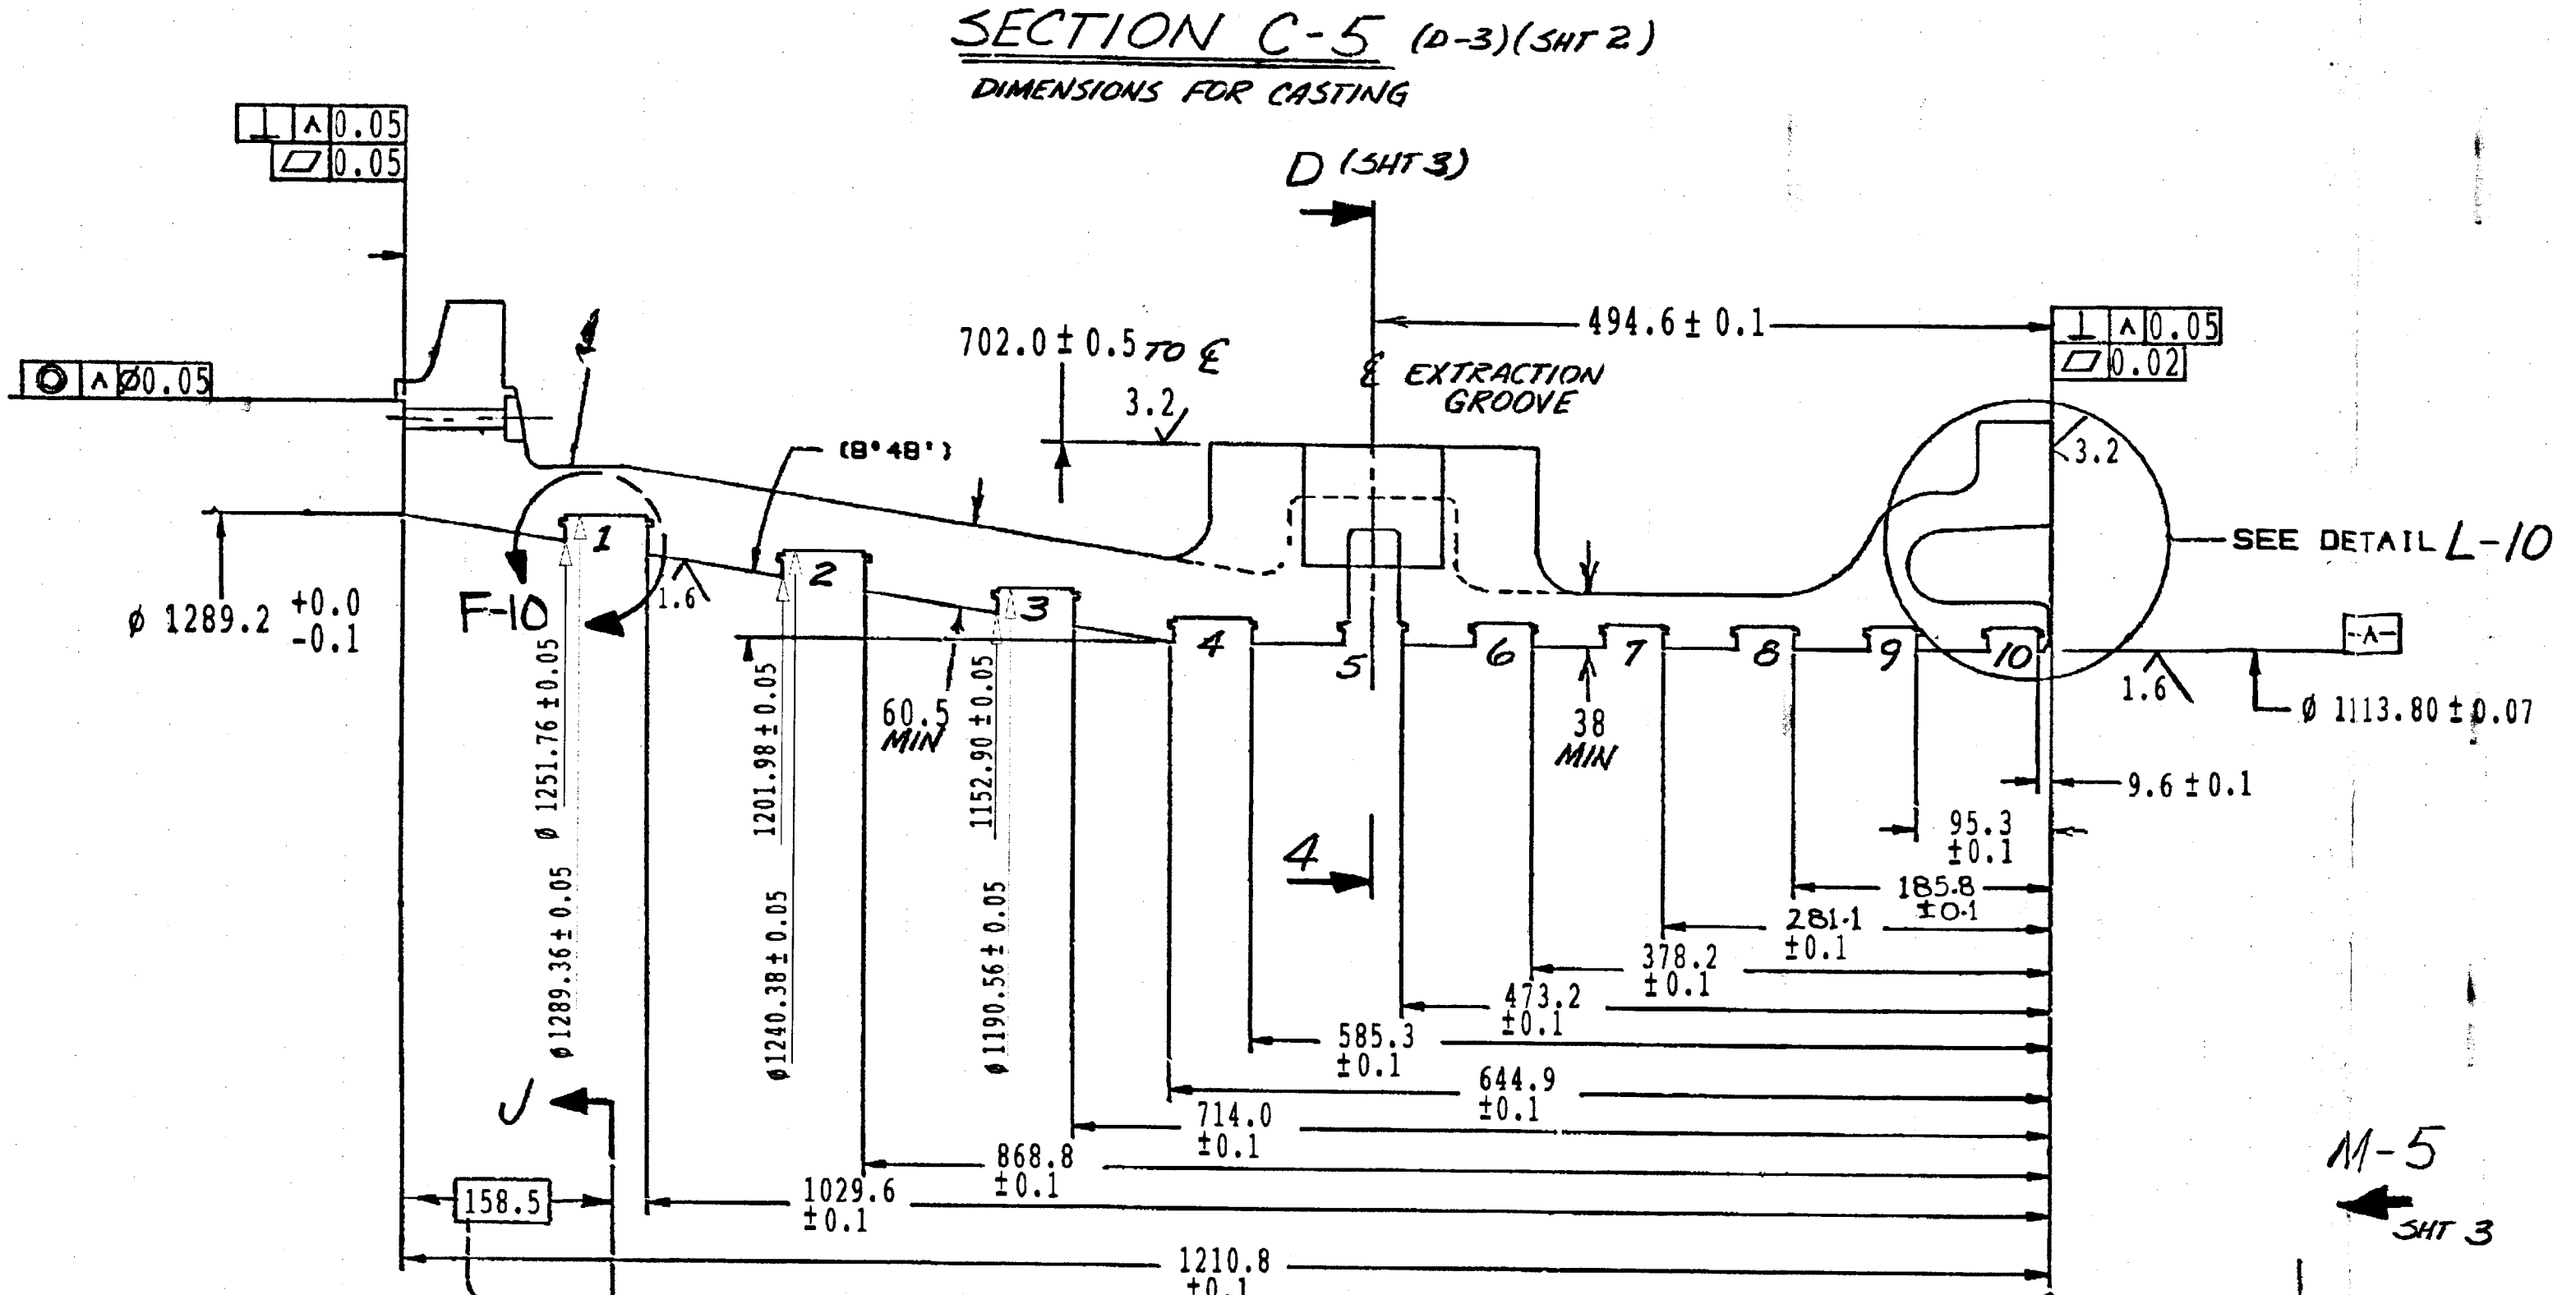 SECTION C-5 (D-3)(SHT 2)
DIMENSIONS FOR CASTING
⊥ A 0.05
▱ 0.05
D (SHT 3)
702.0 ± 0.5 TO ℄
3.2
494.6 ± 0.1
℄ EXTRACTION
GROOVE
⊥ A 0.05
▱ 0.02
◎ A Ø0.05
(8°48')
3.2
SEE DETAIL L-10
F-10
1.6
1 2 3 4 5 6 7 8 9 10
Ø 1289.2 +0.0
-0.1
Ø 1251.76 ± 0.05
Ø1289.36 ± 0.05
1201.98 ± 0.05
Ø1240.38 ± 0.05
1152.90 ± 0.05
Ø1190.56 ± 0.05
60.5
MIN
38
MIN
-A-
1.6
Ø 1113.80 ± 0.07
9.6 ± 0.1
4
95.3
±0.1
185.8
±0.1
281.1
±0.1
378.2
±0.1
473.2
±0.1
585.3
±0.1
644.9
±0.1
714.0
±0.1
868.8
±0.1
1029.6
±0.1
1210.8
±0.1
J
158.5
M-5
SHT 3